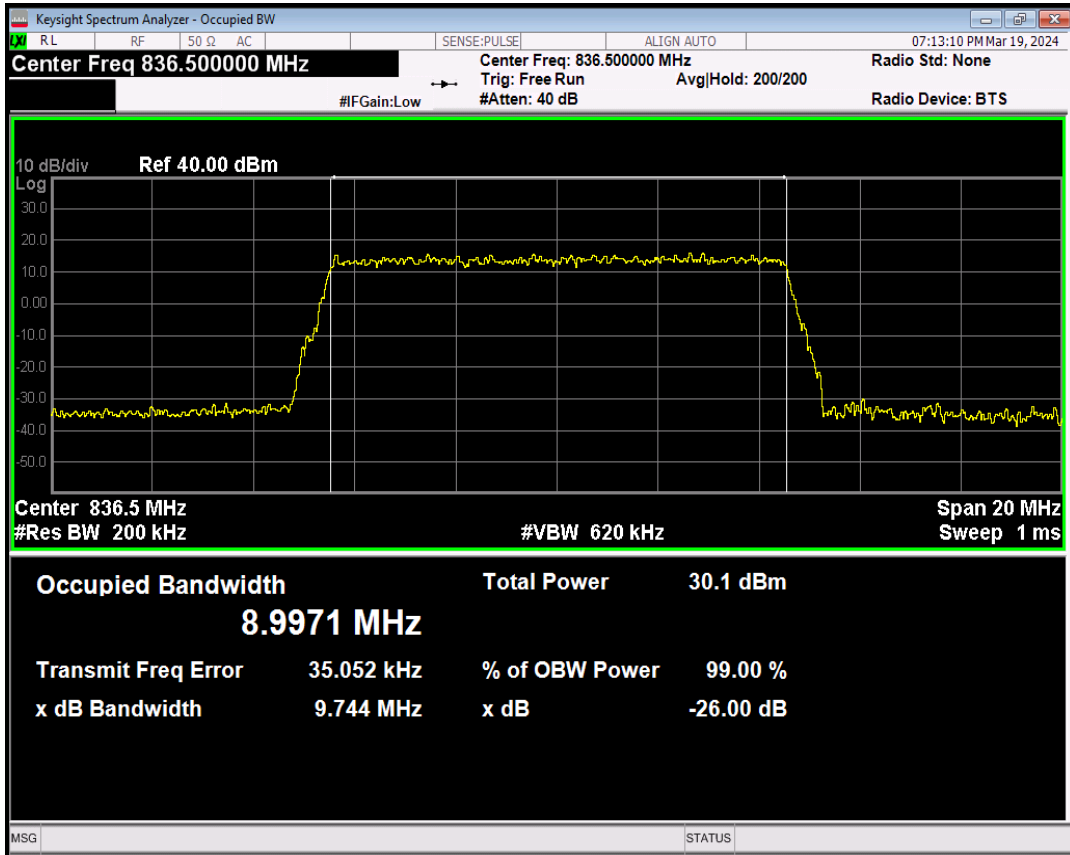 Keysight Spectrum Analyzer - Occupied BW
LXI RL RF 50 Ω AC SENSE:PULSE ALIGN AUTO 07:13:10 PM Mar 19, 2024
Center Freq 836.500000 MHz Center Freq: 836.500000 MHz Radio Std: None
Trig: Free Run Avg|Hold: 200/200
#IFGain:Low #Atten: 40 dB Radio Device: BTS
10 dB/div Ref 40.00 dBm
Log
30.0
20.0
10.0
0.00
-10.0
-20.0
-30.0
-40.0
-50.0
Center 836.5 MHz Span 20 MHz
#Res BW 200 kHz #VBW 620 kHz Sweep 1 ms
Occupied Bandwidth Total Power 30.1 dBm
8.9971 MHz
Transmit Freq Error 35.052 kHz % of OBW Power 99.00 %
x dB Bandwidth 9.744 MHz x dB -26.00 dB
MSG STATUS